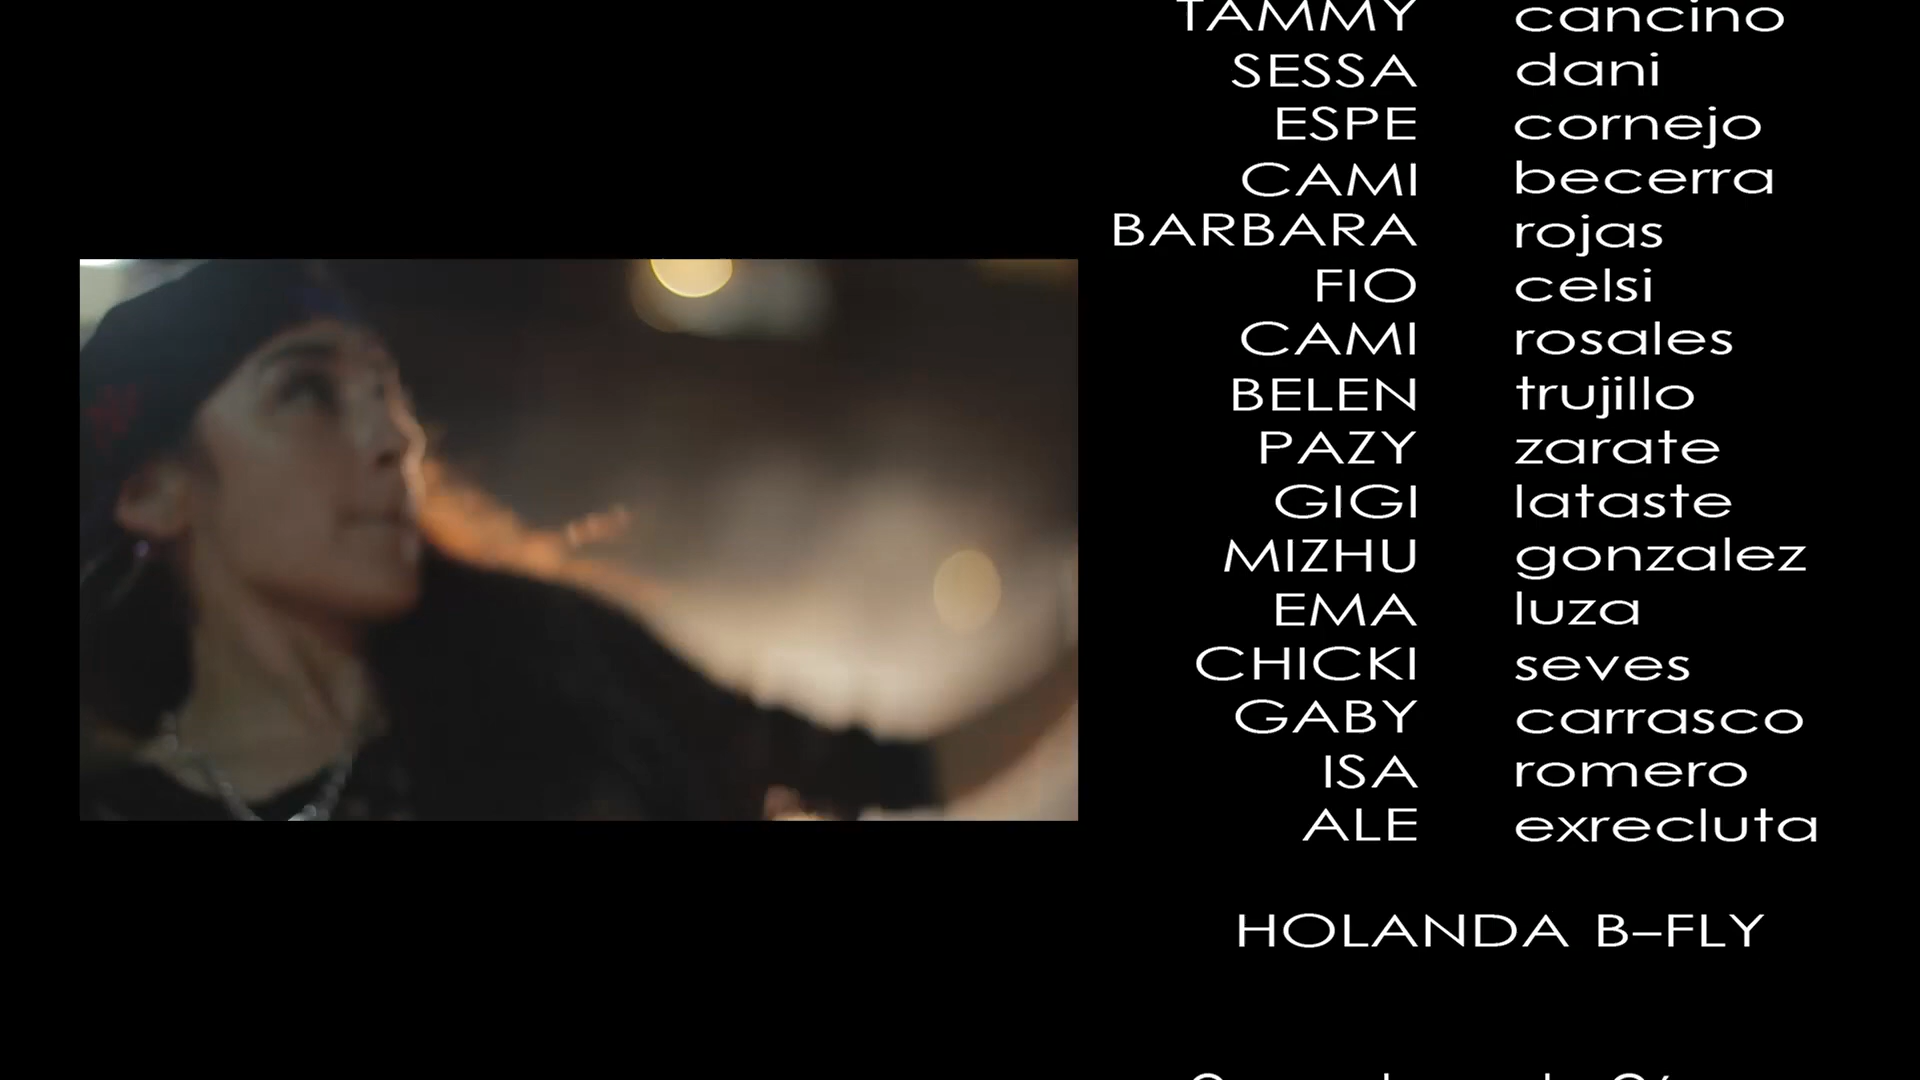 TAMMY cancino
SESSA dani
ESPE cornejo
CAMI becerra
BARBARA rojas
FIO celsi
CAMI rosales
BELEN trujillo
PAZY zarate
GIGI lataste
MIZHU gonzalez
EMA luza
CHICKI seves
GABY carrasco
ISA romero
ALE exrecluta
HOLANDA B–FLY